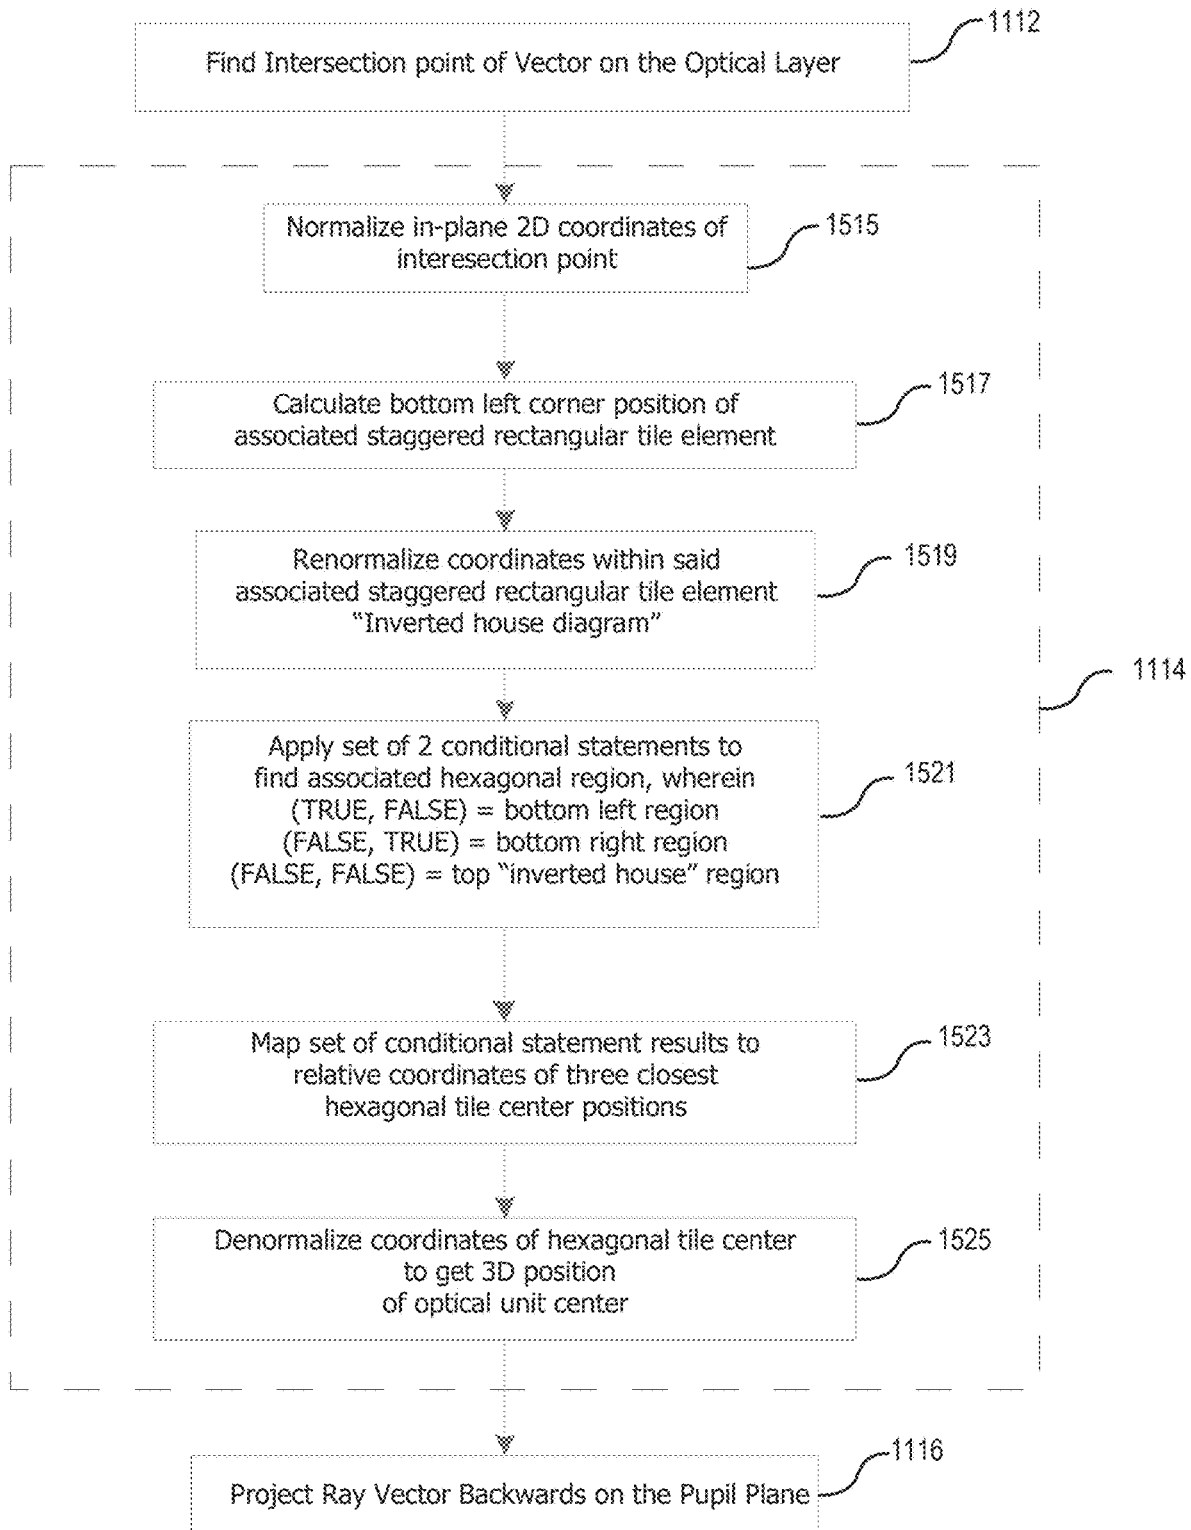 1112
Find Intersection point of Vector on the Optical Layer
Normalize in-plane 2D coordinates of
interesection point
1515
Calculate bottom left corner position of
associated staggered rectangular tile element
1517
Renormalize coordinates within said
associated staggered rectangular tile element
“Inverted house diagram”
1519
1114
Apply set of 2 conditional statements to
find associated hexagonal region, wherein
(TRUE, FALSE) = bottom left region
(FALSE, TRUE) = bottom right region
(FALSE, FALSE) = top “inverted house” region
1521
Map set of conditional statement results to
relative coordinates of three closest
hexagonal tile center positions
1523
Denormalize coordinates of hexagonal tile center
to get 3D position
of optical unit center
1525
1116
Project Ray Vector Backwards on the Pupil Plane